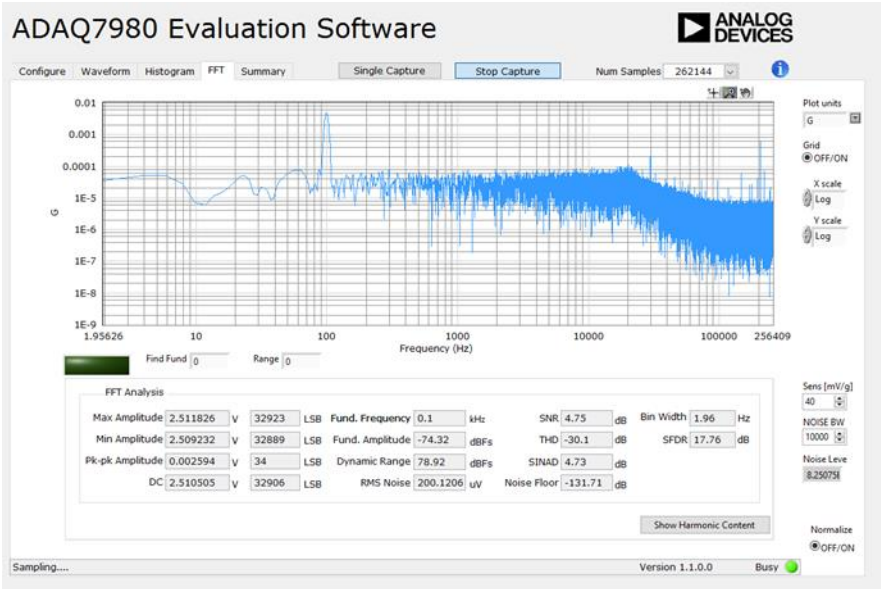 ADAQ7980 Evaluation Software
ANALOG DEVICES
Configure Waveform Histogram FFT Summary Single Capture Stop Capture Num Samples 262144
Plot units
G
Grid
OFF/ON
X scale
Log
Y scale
Log
0.01
0.001
0.0001
1E-5
1E-6
1E-7
1E-8
1E-9
G
1.95626 10 100 1000 10000 100000 256409
Frequency (Hz)
Find Fund 0 Range 0
FFT Analysis
Max Amplitude 2.511826 V 32923 LSB Fund. Frequency 0.1 kHz SNR 4.75 dB Bin Width 1.96 Hz
Min Amplitude 2.509232 V 32889 LSB Fund. Amplitude -74.32 dBFs THD -30.1 dB SFDR 17.76 dB
Pk-pk Amplitude 0.002594 V 34 LSB Dynamic Range 78.92 dBFs SINAD 4.73 dB
DC 2.510505 V 32906 LSB RMS Noise 200.1206 uV Noise Floor -131.71 dB
Show Harmonic Content
Sens [mV/g]
40
NOISE BW
10000
Noise Leve
8.25075
Normalize
OFF/ON
Sampling.... Version 1.1.0.0 Busy